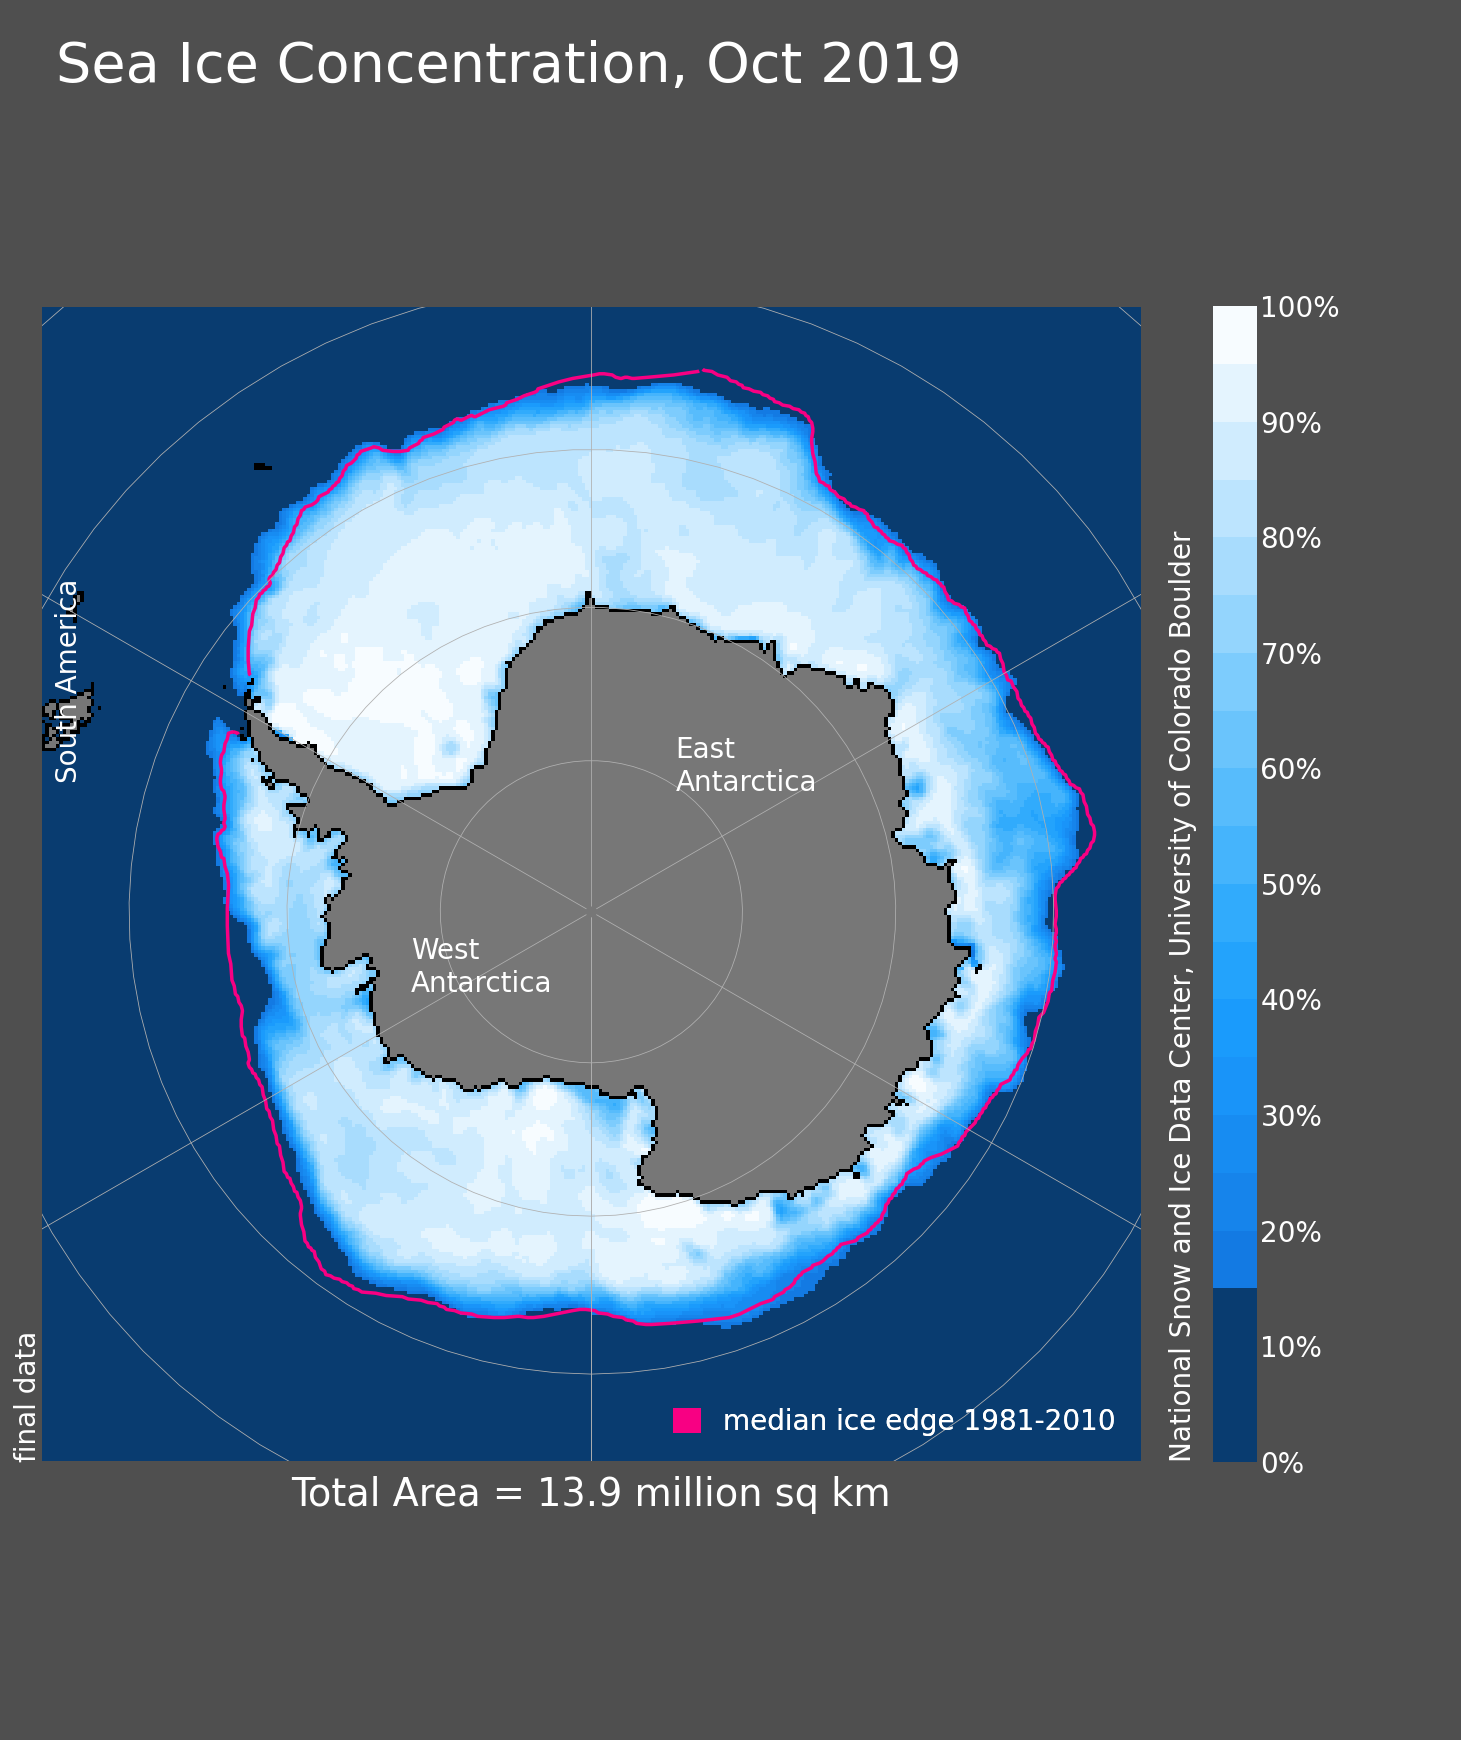 Sea Ice Concentration, Oct 2019
South America
East
Antarctica
West
Antarctica
final data
median ice edge 1981-2010
Total Area = 13.9 million sq km
National Snow and Ice Data Center, University of Colorado Boulder
100%
90%
80%
70%
60%
50%
40%
30%
20%
10%
0%